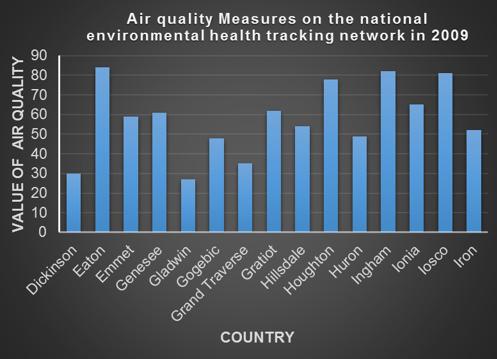 Air quality Measures on the national
environmental health tracking network in 2009
VALUE OF AIR QUALITY
90
80
70
60
50
40
30
20
10
0
Dickinson
Eaton
Emmet
Genesee
Gladwin
Gogebic
Grand Traverse
Gratiot
Hillsdale
Houghton
Huron
Ingham
Ionia
Iosco
Iron
COUNTRY